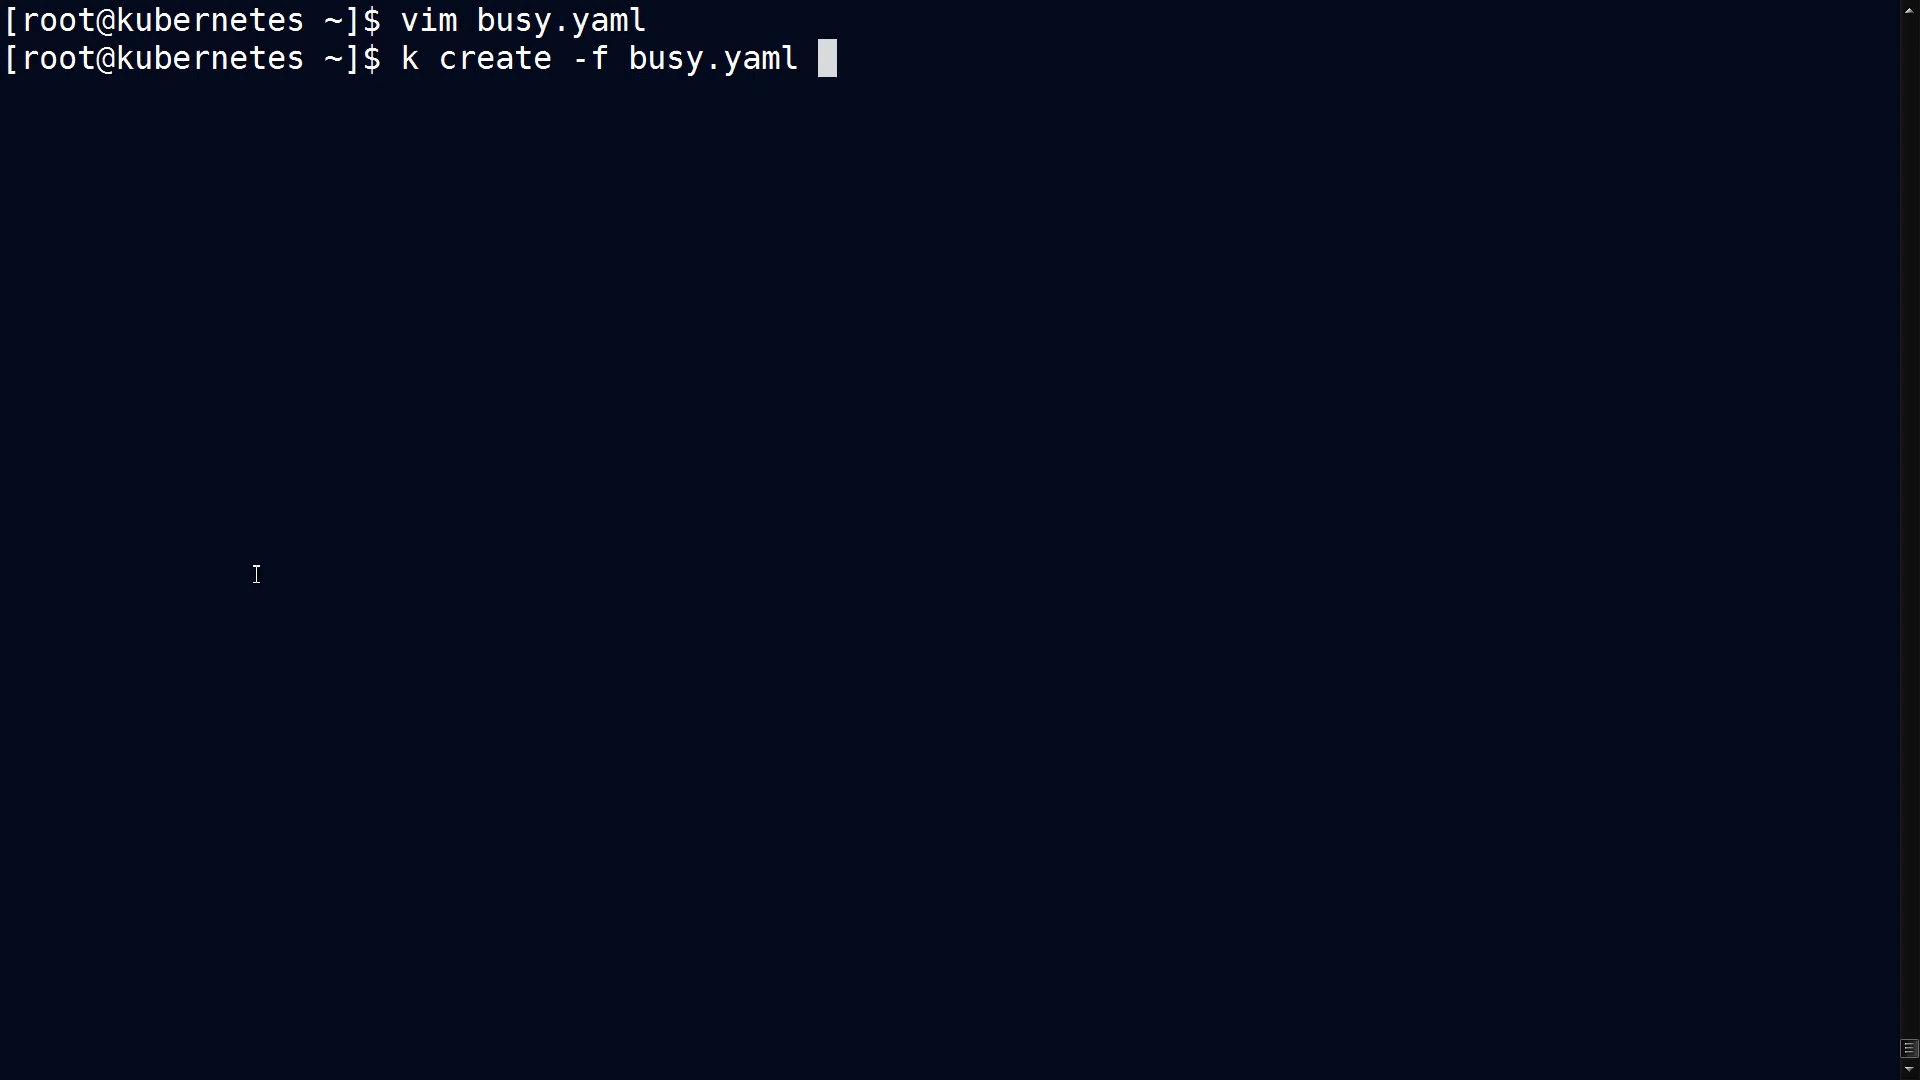 [root@kubernetes ~]$ vim busy.yaml
[root@kubernetes ~]$ k create -f busy.yaml